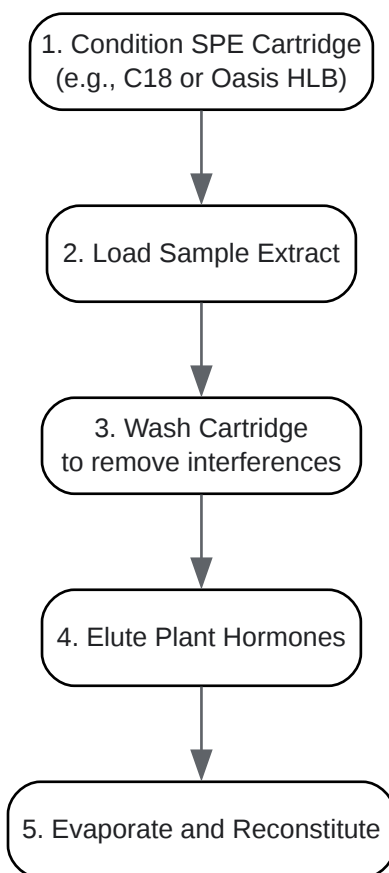 1. Condition SPE Cartridge
(e.g., C18 or Oasis HLB)
2. Load Sample Extract
3. Wash Cartridge
to remove interferences
4. Elute Plant Hormones
5. Evaporate and Reconstitute